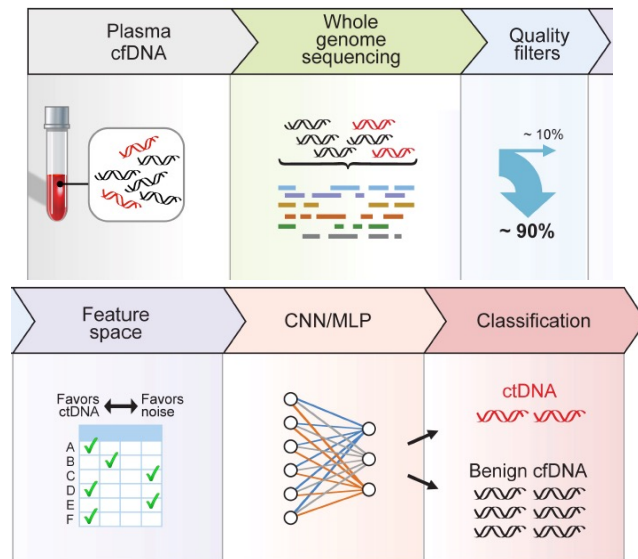 Plasma
cfDNA
Whole
genome
sequencing
Quality
filters
~ 10%
~ 90%
Feature
space
CNN/MLP
Classification
Favors
ctDNA
Favors
noise
A
B
C
D
E
F
ctDNA
Benign cfDNA